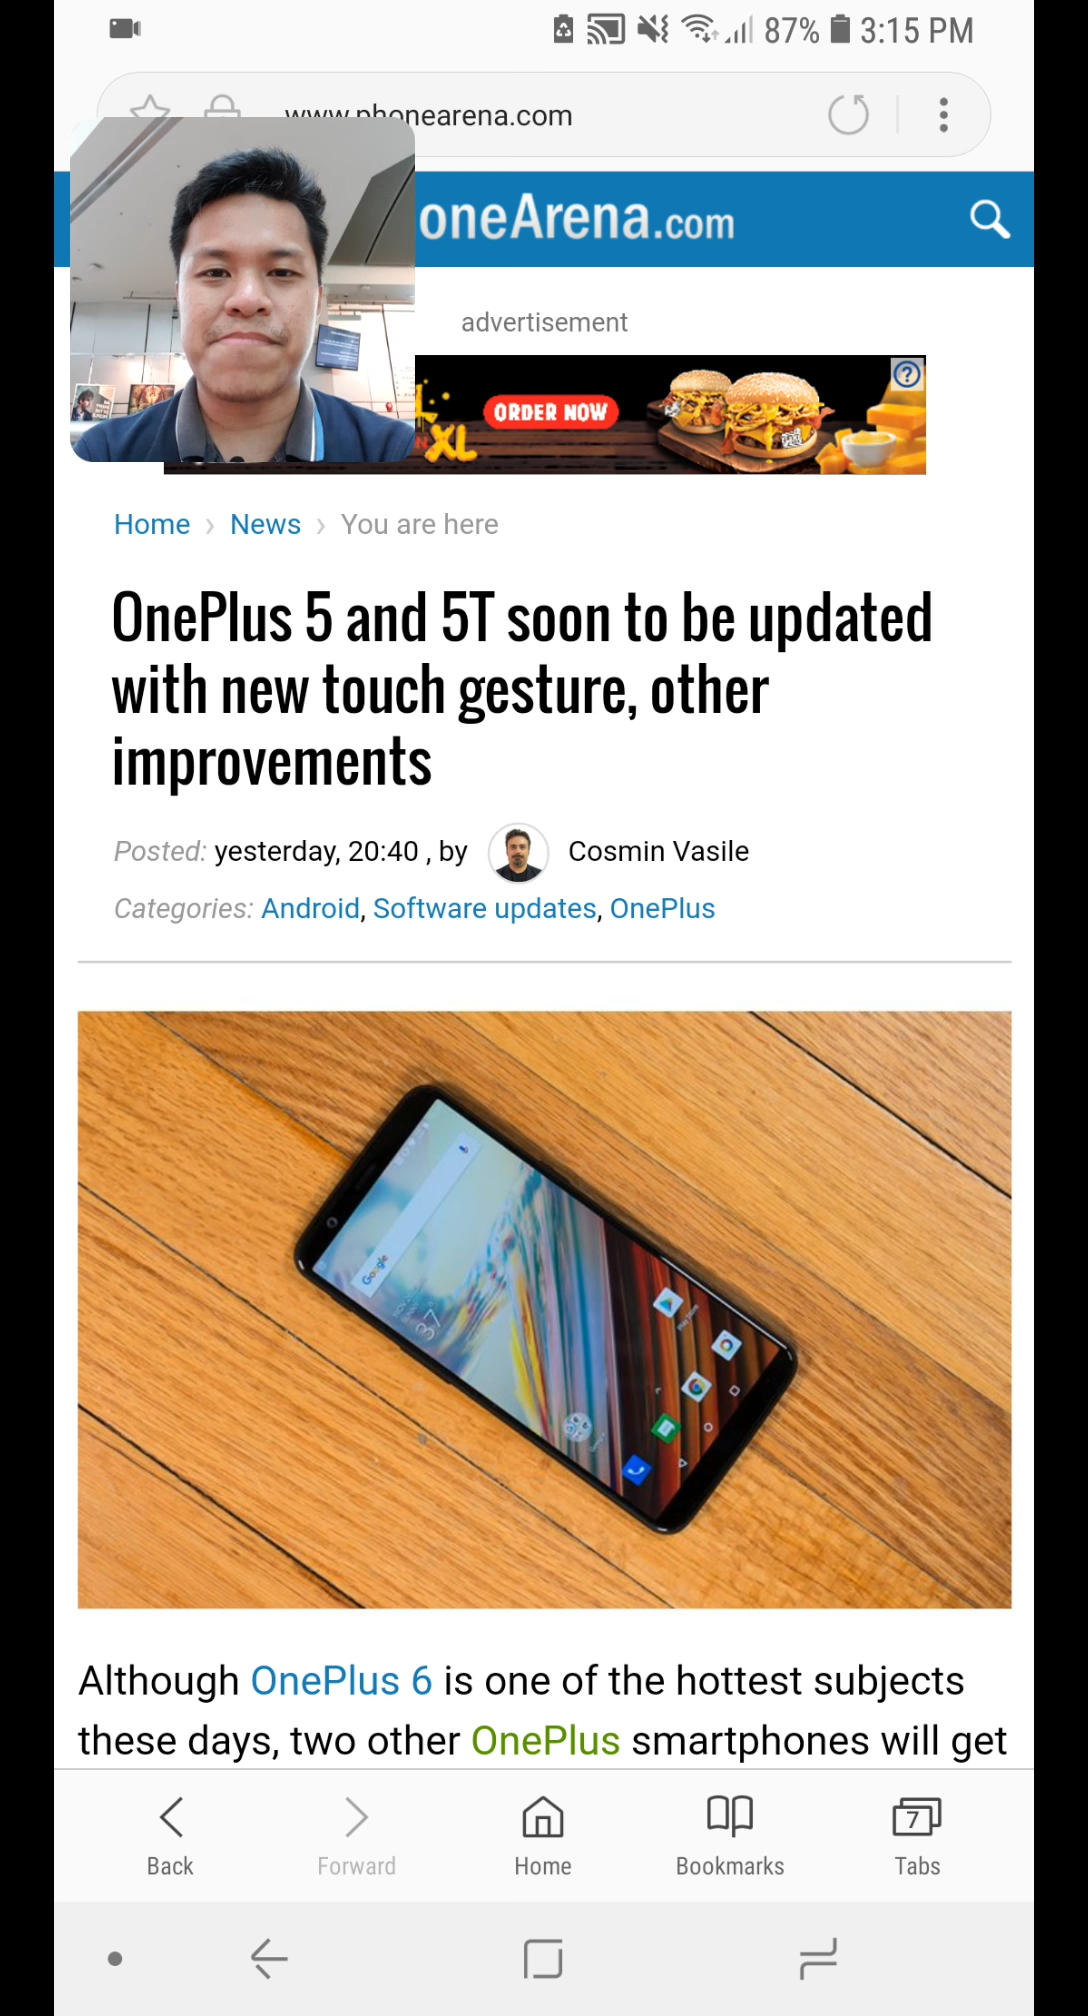 87% 3:15 PM
www.phonearena.com
oneArena.com
advertisement
ORDER NOW
XL
?
Home › News › You are here
OnePlus 5 and 5T soon to be updated
with new touch gesture, other
improvements
Posted: yesterday, 20:40 , by Cosmin Vasile
Categories: Android, Software updates, OnePlus
Google
37°
Although OnePlus 6 is one of the hottest subjects
these days, two other OnePlus smartphones will get
7
Back Forward Home Bookmarks Tabs